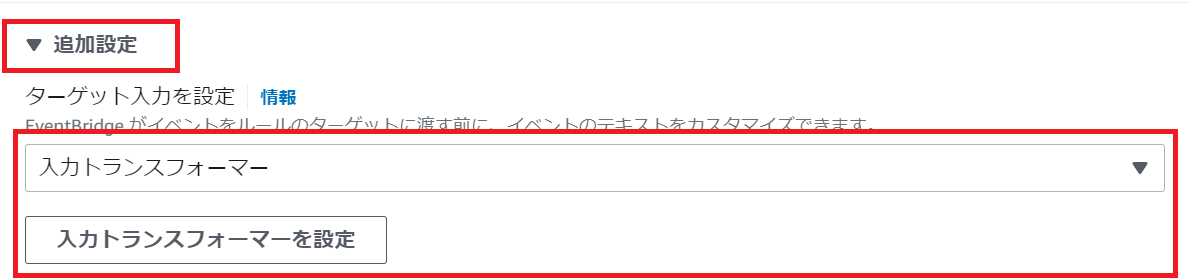 ▼ 追加設定
ターゲット入力を設定 情報
EventBridge がイベントをルールのターゲットに渡す前に、イベントのテキストをカスタマイズできます。
入力トランスフォーマー
入力トランスフォーマーを設定